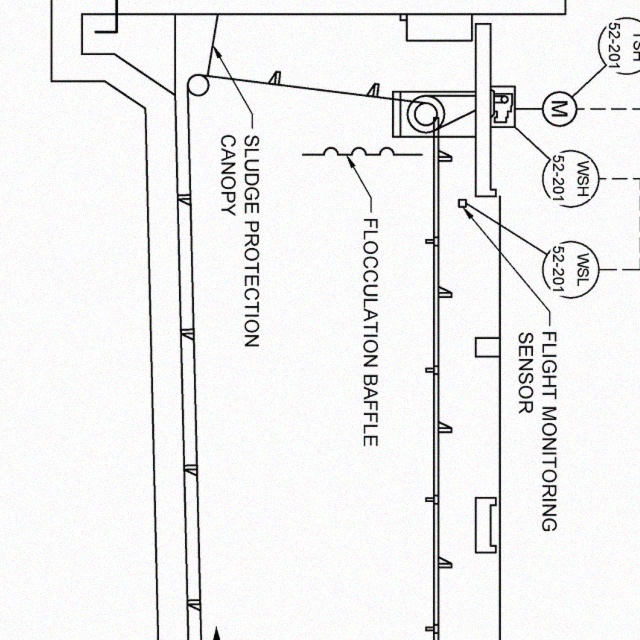 TSH
52-201
M
WSH
52-201
WSL
52-201
SLUDGE PROTECTION
CANOPY
FLOCCULATION BAFFLE
FLIGHT MONITORING
SENSOR